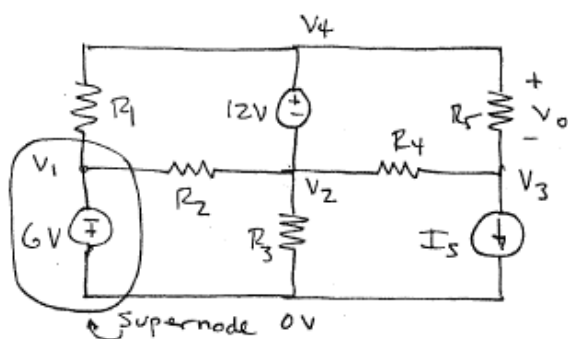 V4
R1
12V
+
-
R5
+
Vo
-
V1
R2
V2
R4
V3
6V
R3
Is
Supernode
0V